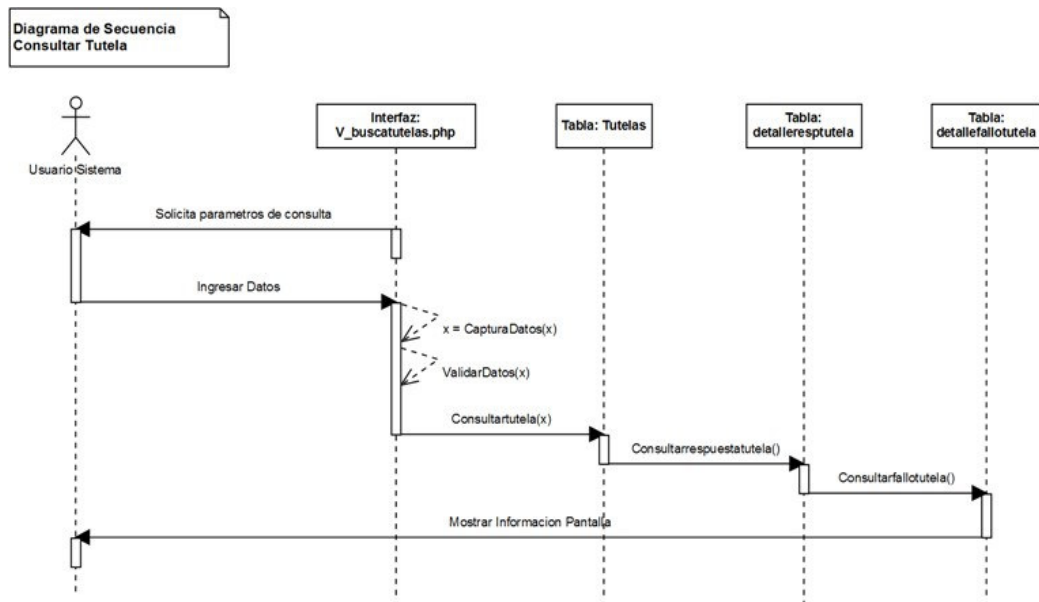 Diagrama de Secuencia
Consultar Tutela
Usuario Sistema
Interfaz:
V_buscatutelas.php
Tabla: Tutelas
Tabla:
detalleresptutela
Tabla:
detallefallotutela
Solicita parametros de consulta
Ingresar Datos
x = CapturaDatos(x)
ValidarDatos(x)
Consultartutela(x)
Consultarrespuestatutela()
Consultarfallotutela()
Mostrar Informacion Pantalla